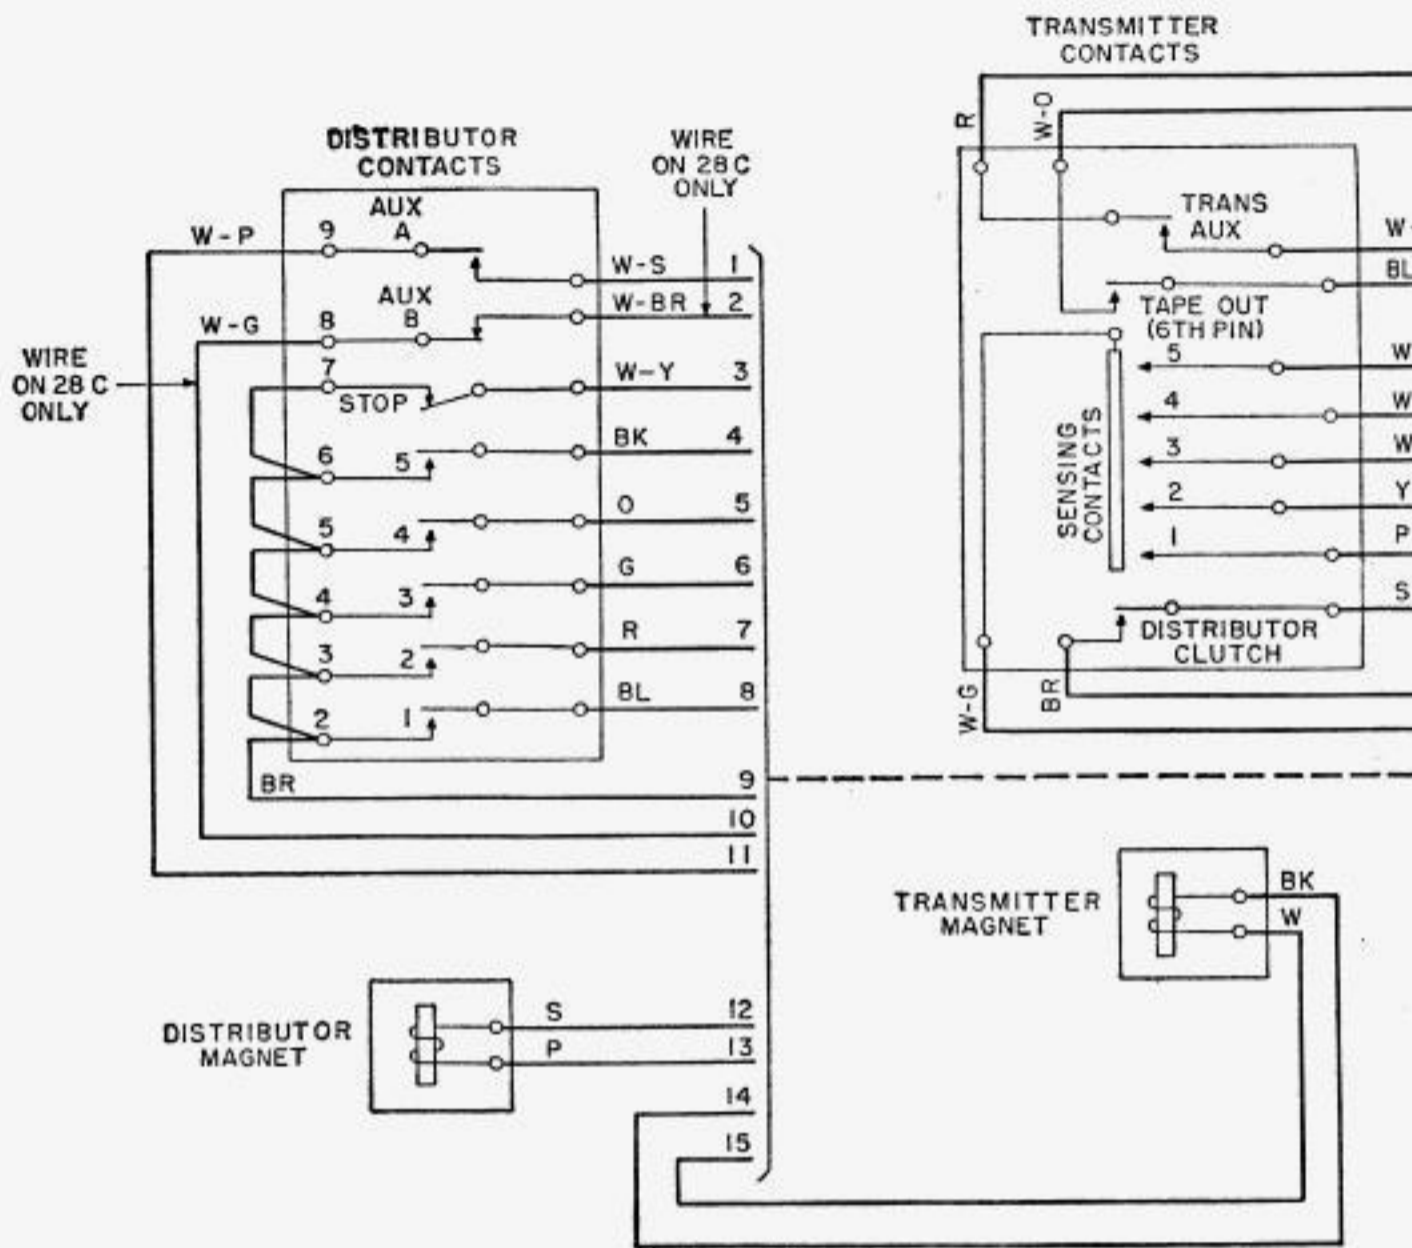 TRANSMITTER
CONTACTS
R
W-O
DISTRIBUTOR
CONTACTS
WIRE
ON 28 C
ONLY
AUX
9 A
W-P
W-S 1
AUX
8 B
W-BR 2
W-G
WIRE
ON 28 C
ONLY
7
STOP
W-Y 3
6 5
BK 4
5 4
O 5
4 3
G 6
3 2
R 7
2 1
BL 8
BR 9
10
11
TRANS
AUX
W-
BL
TAPE OUT
(6TH PIN)
SENSING
CONTACTS
5 W
4 W
3 W
2 Y
1 P
S
DISTRIBUTOR
CLUTCH
W-G
BR
TRANSMITTER
MAGNET
BK
W
DISTRIBUTOR
MAGNET
S 12
P 13
14
15